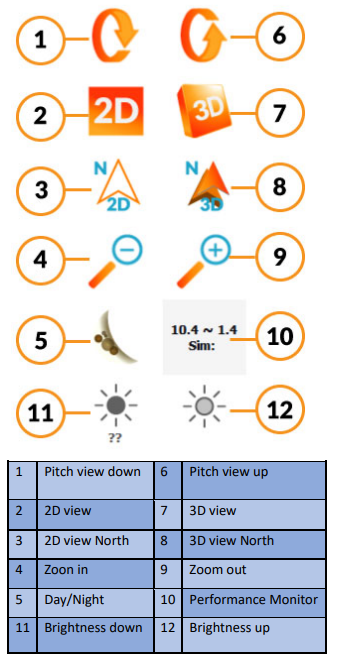 1 6
2 2D 3D 7
3 N 2D N 3D 8
4 9
5 10.4 ~ 1.4 10
Sim:
11 12
??
1 Pitch view down 6 Pitch view up
2 2D view 7 3D view
3 2D view North 8 3D view North
4 Zoon in 9 Zoom out
5 Day/Night 10 Performance Monitor
11 Brightness down 12 Brightness up